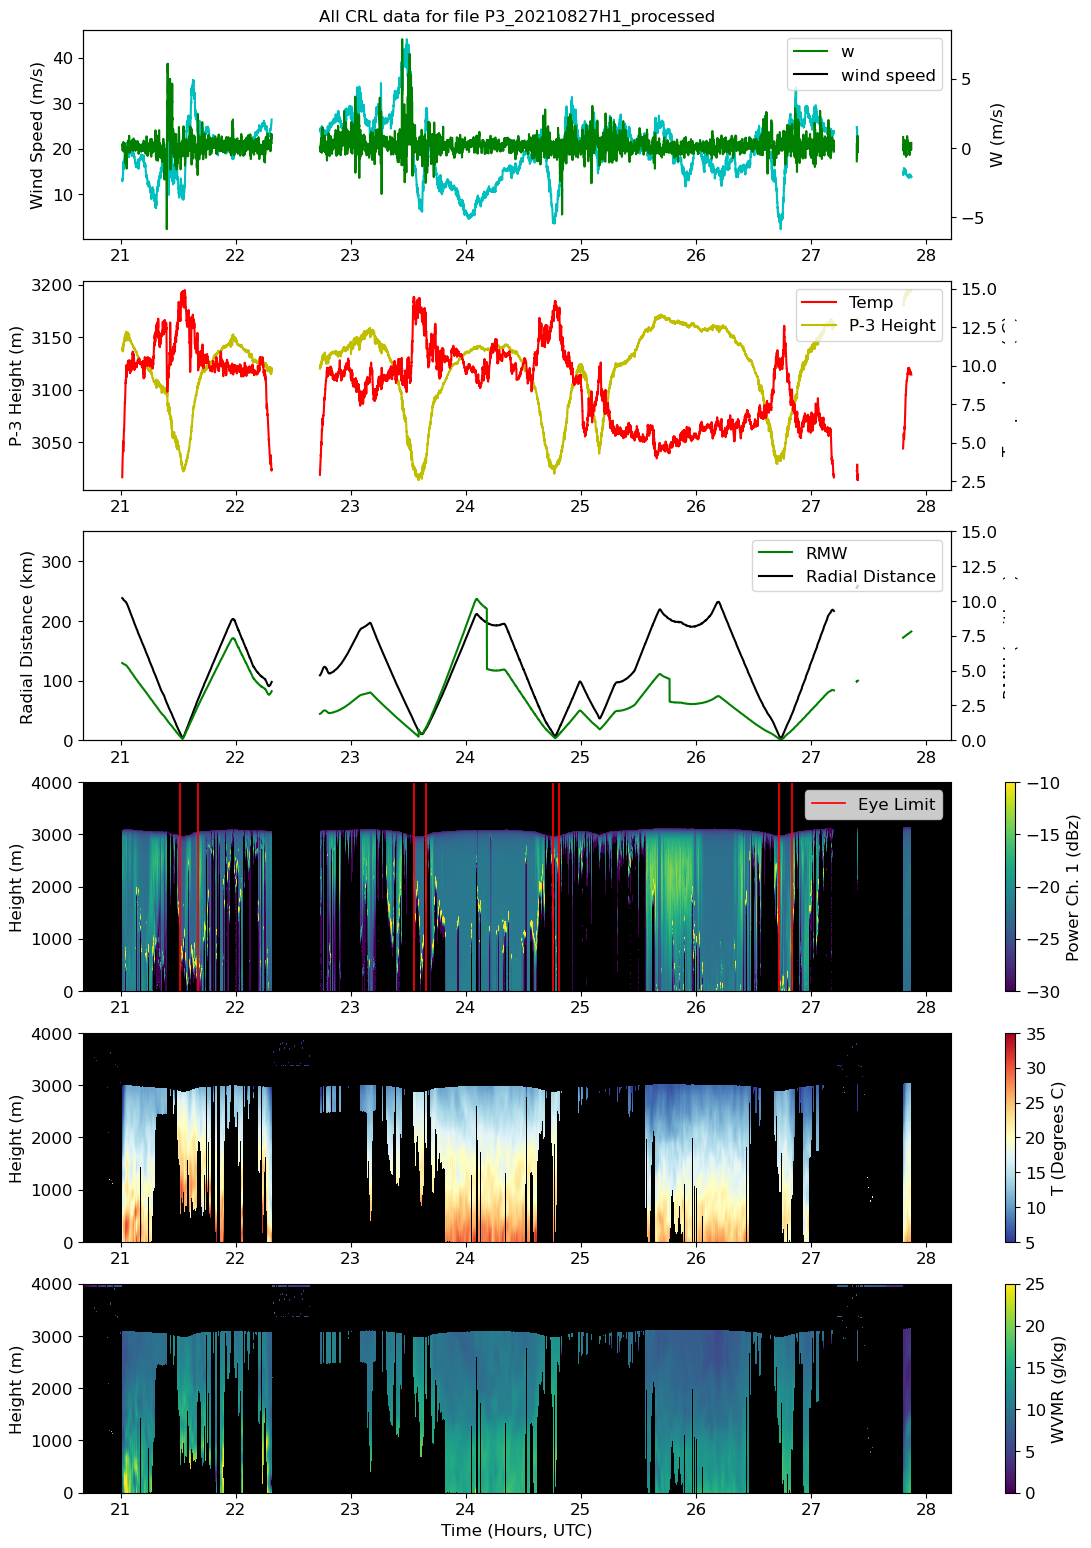 All CRL data for file P3_20210827H1_processed
Wind Speed (m/s)
40
30
20
10
w
wind speed
5
0
−5
W (m/s)
21 22 23 24 25 26 27 28
P-3 Height (m)
3200
3150
3100
3050
Temp
P-3 Height
15.0
12.5
10.0
7.5
5.0
2.5
21 22 23 24 25 26 27 28
Radial Distance (km)
300
200
100
0
RMW
Radial Distance
15.0
12.5
10.0
7.5
5.0
2.5
0.0
21 22 23 24 25 26 27 28
Height (m)
4000
3000
2000
1000
0
Eye Limit
−10
−15
−20
−25
−30
Power Ch. 1 (dBz)
21 22 23 24 25 26 27 28
Height (m)
4000
3000
2000
1000
0
35
30
25
20
15
10
5
T (Degrees C)
21 22 23 24 25 26 27 28
Height (m)
4000
3000
2000
1000
0
25
20
15
10
5
0
WVMR (g/kg)
21 22 23 24 25 26 27 28
Time (Hours, UTC)